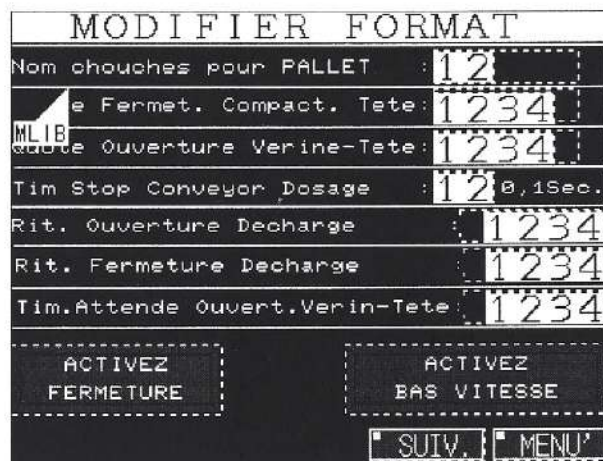 MODIFIER FORMAT
Nom chouches pour PALLET : 12
e Fermet. Compact. Tete: 1234
MLIB
Quote Ouverture Verine-Tete: 1234
Tim Stop Conveyor Dosage : 12 0,1Sec.
Rit. Ouverture Decharge : 1234
Rit. Fermeture Decharge : 1234
Tim.Attende Ouvert.Verin-Tete: 1234
ACTIVEZ
FERMETURE
ACTIVEZ
BAS VITESSE
SUIV. MENU'